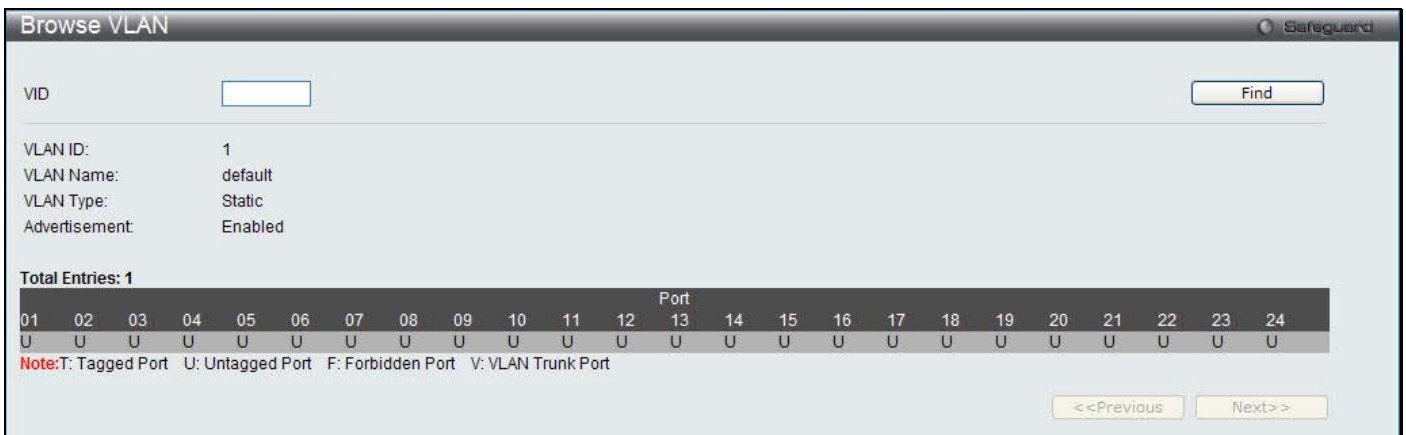 Browse VLAN Safeguard
VID Find
VLAN ID: 1
VLAN Name: default
VLAN Type: Static
Advertisement: Enabled
Total Entries: 1
Port
01 02 03 04 05 06 07 08 09 10 11 12 13 14 15 16 17 18 19 20 21 22 23 24
U U U U U U U U U U U U U U U U U U U U U U U U
Note:T: Tagged Port U: Untagged Port F: Forbidden Port V: VLAN Trunk Port
<<Previous Next>>